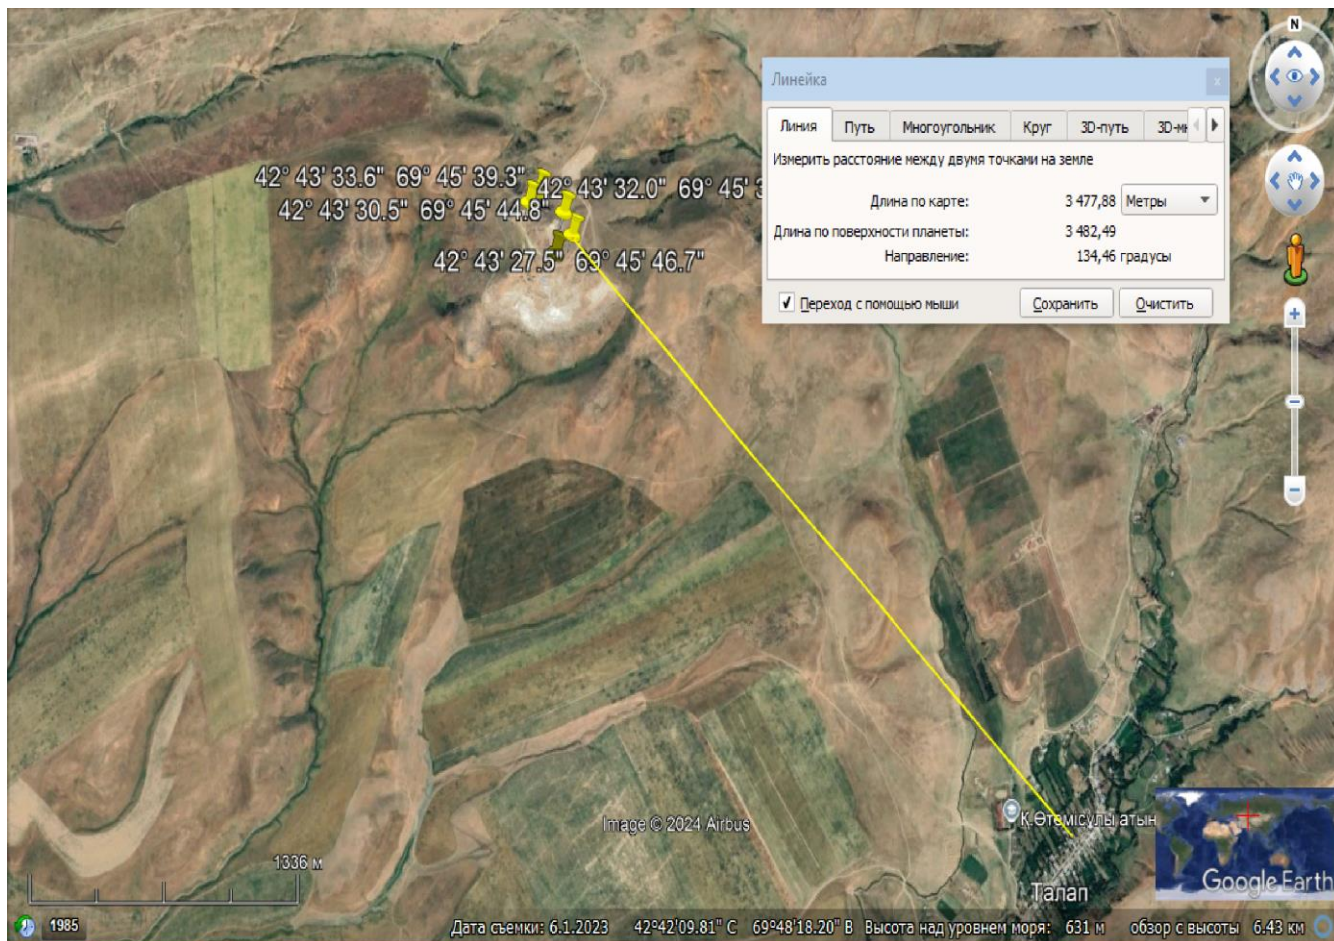 N
Линейка
Линия Путь Многоугольник Круг 3D-путь 3D-м
Измерить расстояние между двумя точками на земле
Длина по карте: 3 477,88 Метры
Длина по поверхности планеты: 3 482,49
Направление: 134,46 градусы
Переход с помощью мыши Сохранить Очистить
42° 43' 33.6" 69° 45' 39.3"
42° 43' 32.0" 69° 45'
42° 43' 30.5" 69° 45' 44.8"
42° 43' 27.5" 69° 45' 46.7"
К.Өтемісұлы атын
Image © 2024 Airbus
1336 м
Талап
Google Earth
1985
Дата съемки: 6.1.2023 42°42'09.81" С 69°48'18.20" В Высота над уровнем моря: 631 м обзор с высоты 6.43 км